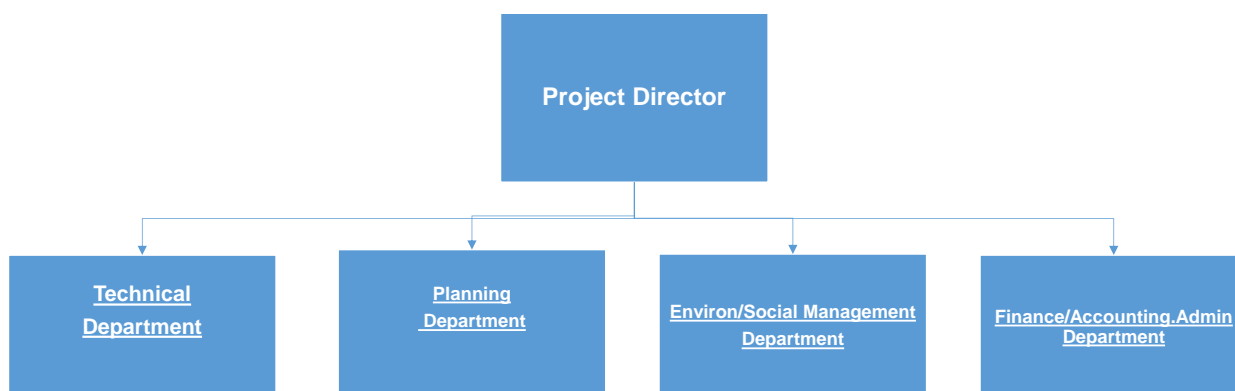 Project Director
Technical
Department
Planning
Department
Environ/Social Management
Department
Finance/Accounting.Admin
Department